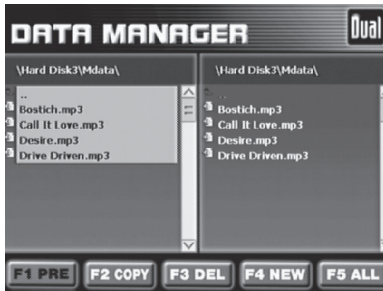 DATA MANAGER
Dual
\Hard Disk3\Mdata\
..
Bostich.mp3
Call It Love.mp3
Desire.mp3
Drive Driven.mp3
\Hard Disk3\Mdata\
..
Bostich.mp3
Call It Love.mp3
Desire.mp3
Drive Driven.mp3
F1 PRE
F2 COPY
F3 DEL
F4 NEW
F5 ALL